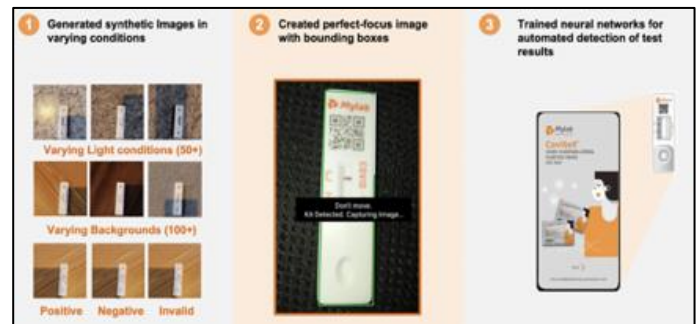 1
Generated synthetic Images in
varying conditions
Varying Light conditions (50+)
Varying Backgrounds (100+)
Positive Negative Invalid
2
Created perfect-focus image
with bounding boxes
Mylab
Don't move.
Kit Detected. Capturing Image...
3
Trained neural networks for
automated detection of test
results
Mylab